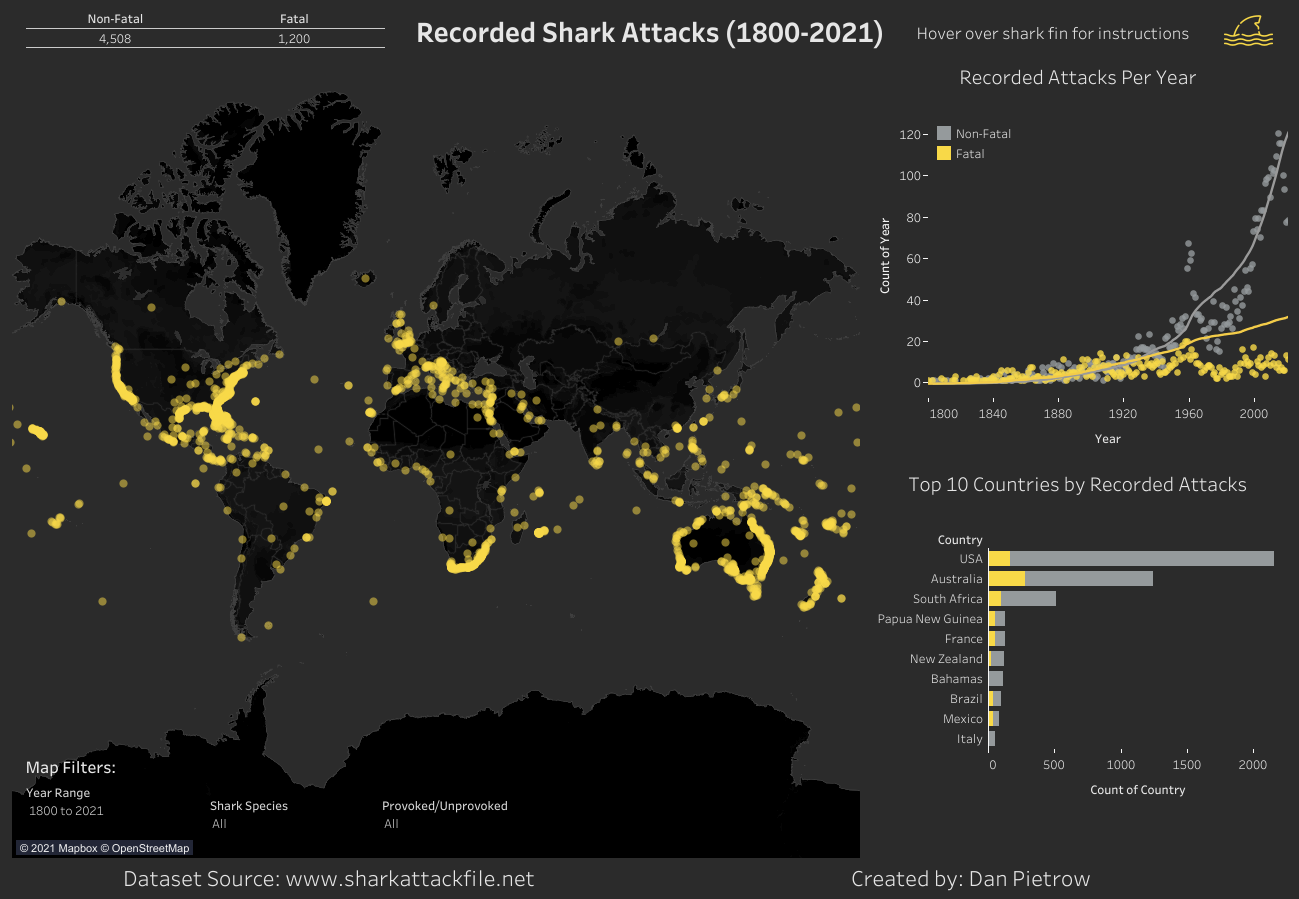 Non-Fatal Fatal
4,508 1,200
Recorded Shark Attacks (1800-2021)
Hover over shark fin for instructions
Recorded Attacks Per Year
Non-Fatal
Fatal
120
100
80
60
40
20
0
Count of Year
1800 1840 1880 1920 1960 2000
Year
Top 10 Countries by Recorded Attacks
Country
USA
Australia
South Africa
Papua New Guinea
France
New Zealand
Bahamas
Brazil
Mexico
Italy
0 500 1000 1500 2000
Count of Country
Map Filters:
Year Range
1800 to 2021
Shark Species
All
Provoked/Unprovoked
All
© 2021 Mapbox © OpenStreetMap
Dataset Source: www.sharkattackfile.net
Created by: Dan Pietrow